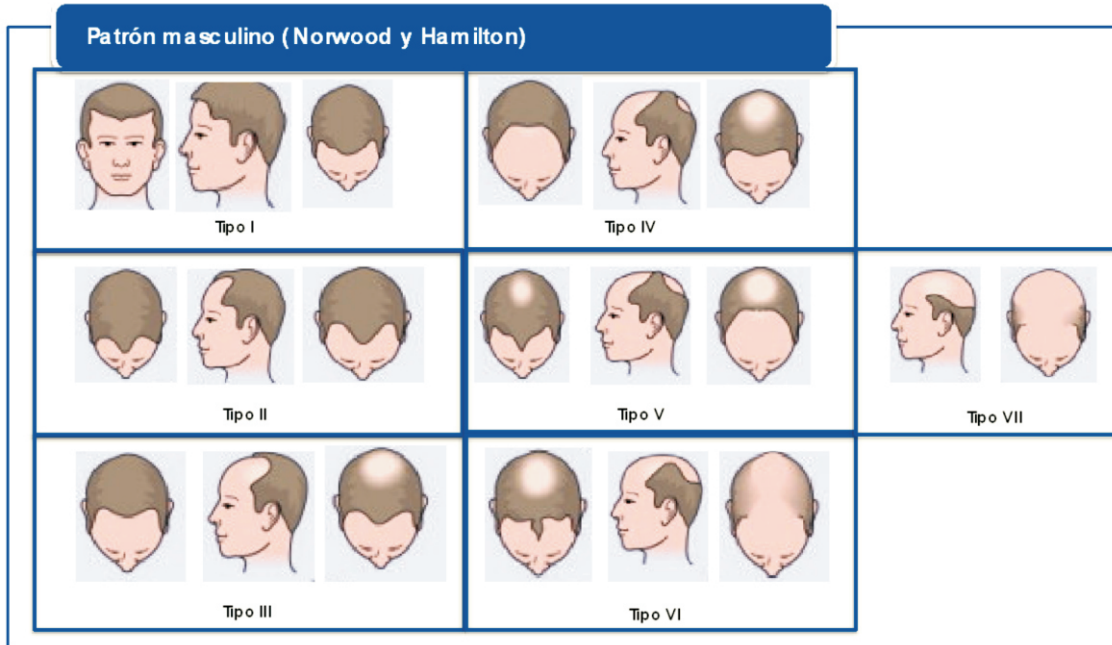 Patrón masculino (Norwood y Hamilton)
Tipo I
Tipo IV
Tipo II
Tipo V
Tipo VII
Tipo III
Tipo VI